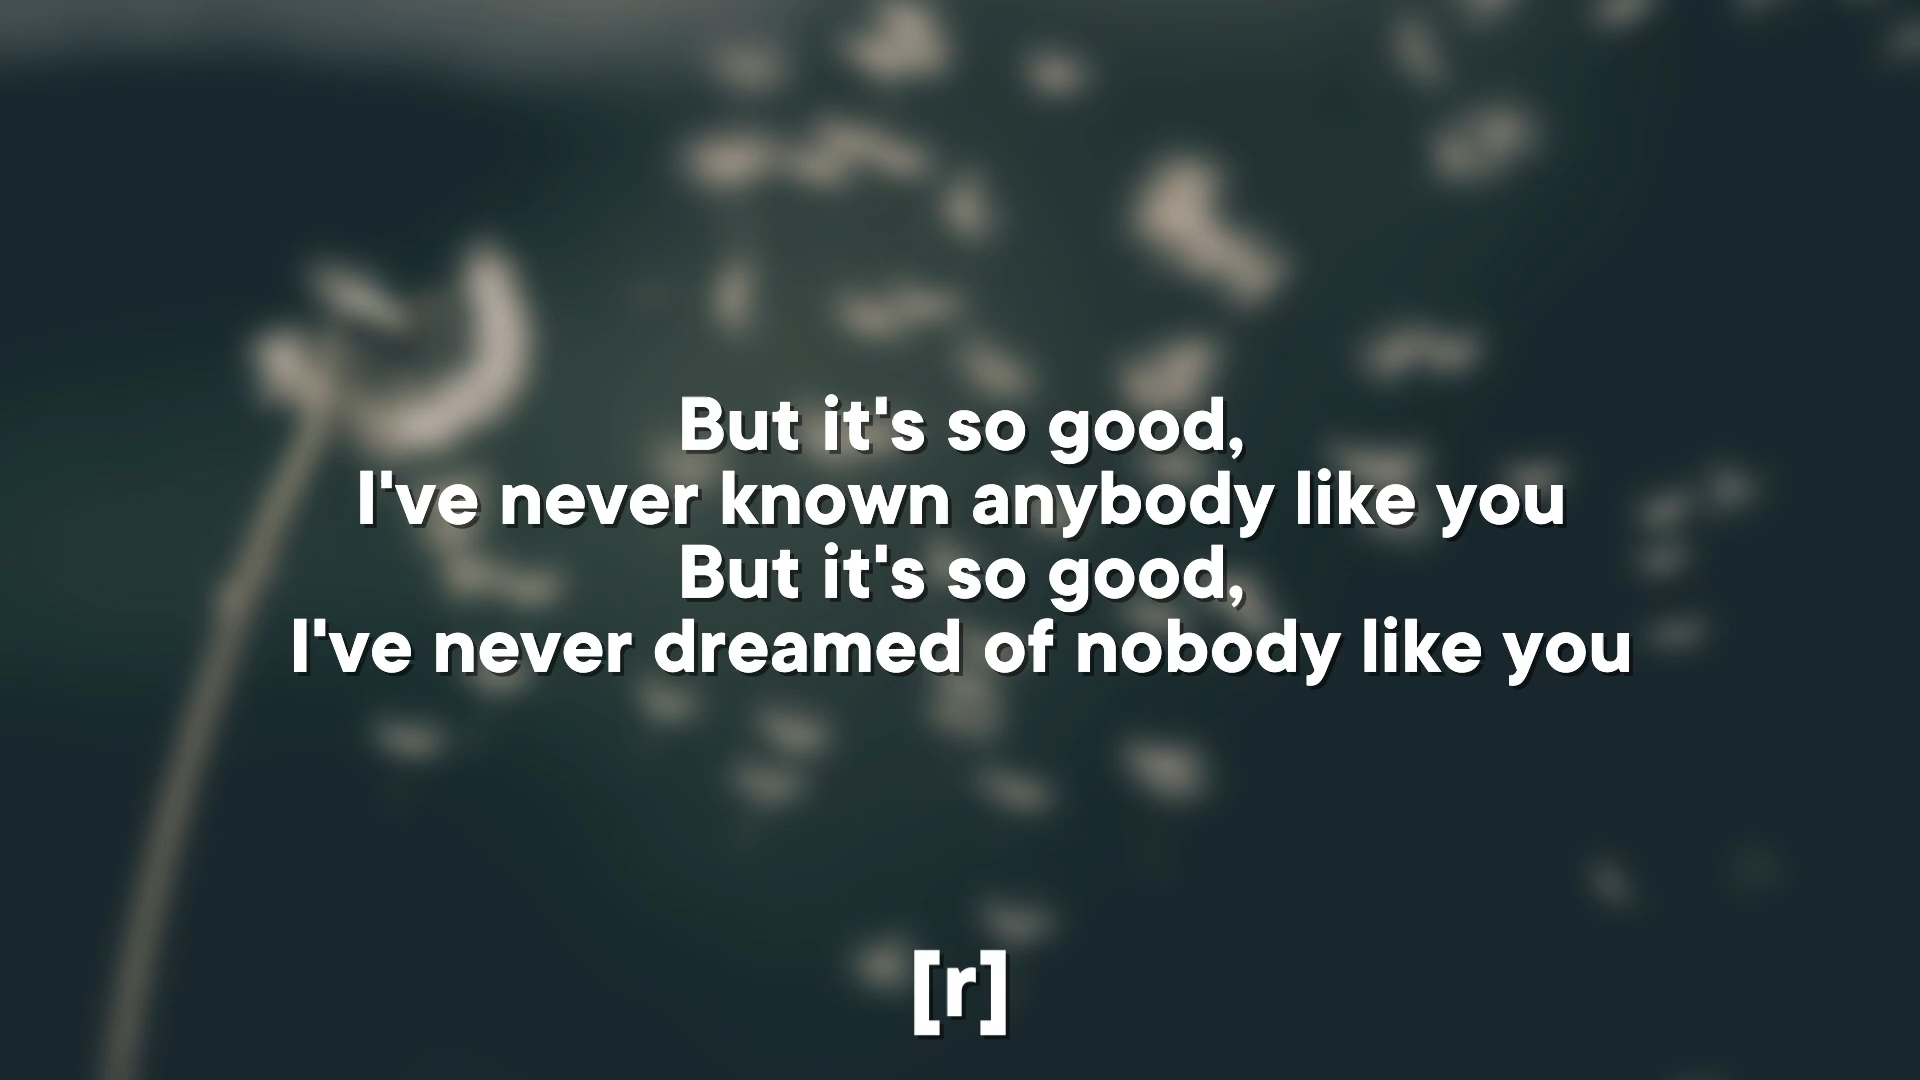 But it's so good,
I've never known anybody like you
But it's so good,
I've never dreamed of nobody like you
[r]